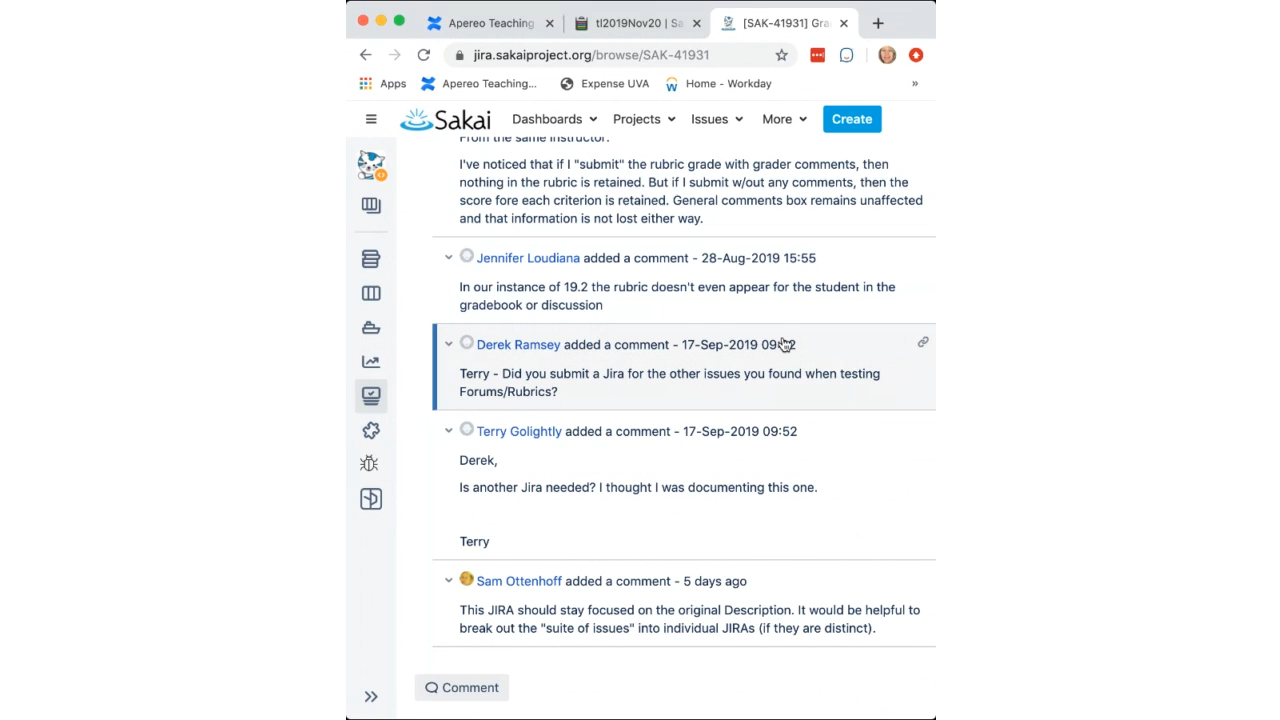 Apereo Teaching
tl2019Nov20 | Sa
[SAK-41931] Gra
jira.sakaiproject.org/browse/SAK-41931
Apps
Apereo Teaching...
Expense UVA
Home - Workday
»
Sakai
Dashboards
Projects
Issues
More
Create
From the same instructor:
I've noticed that if I "submit" the rubric grade with grader comments, then
nothing in the rubric is retained. But if I submit w/out any comments, then the
score fore each criterion is retained. General comments box remains unaffected
and that information is not lost either way.
Jennifer Loudiana added a comment - 28-Aug-2019 15:55
In our instance of 19.2 the rubric doesn't even appear for the student in the
gradebook or discussion
Derek Ramsey added a comment - 17-Sep-2019
Terry - Did you submit a Jira for the other issues you found when testing
Forums/Rubrics?
Terry Golightly added a comment - 17-Sep-2019 09:52
Derek,
Is another Jira needed? I thought I was documenting this one.
Terry
Sam Ottenhoff added a comment - 5 days ago
This JIRA should stay focused on the original Description. It would be helpful to
break out the "suite of issues" into individual JIRAs (if they are distinct).
Comment